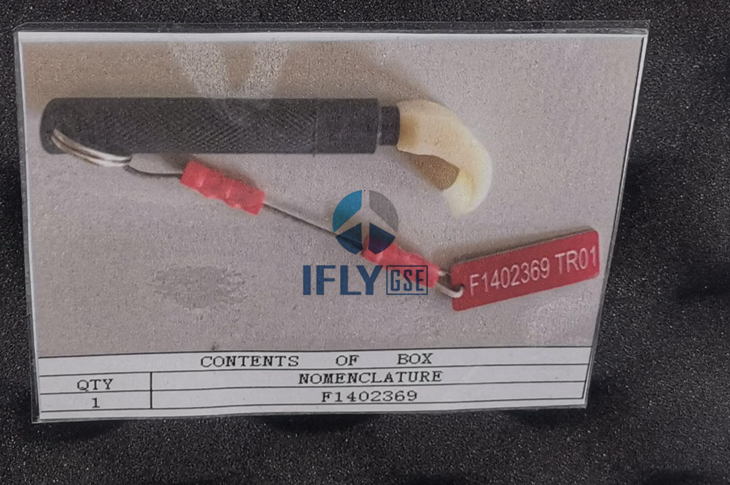 IFLY GSE
F1402369 TR01
CONTENTS OF BOX
QTY NOMENCLATURE
1 F1402369